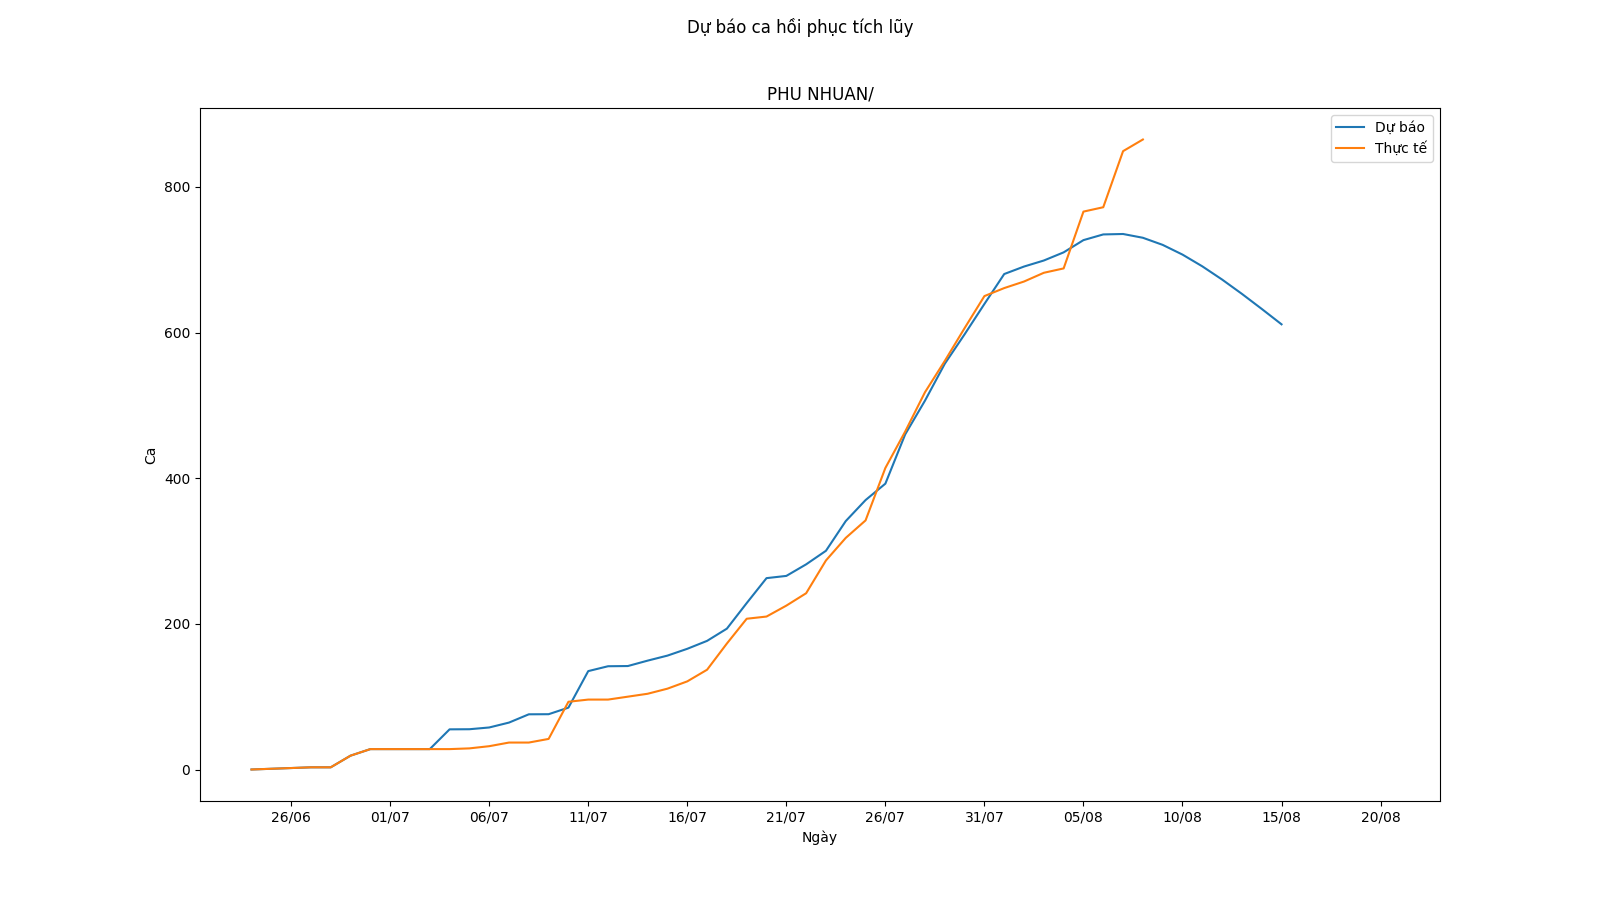 Dự báo ca hồi phục tích lũy
PHU NHUAN/
Dự báo
Thực tế
800
600
400
200
0
Ca
26/06 01/07 06/07 11/07 16/07 21/07 26/07 31/07 05/08 10/08 15/08 20/08
Ngày